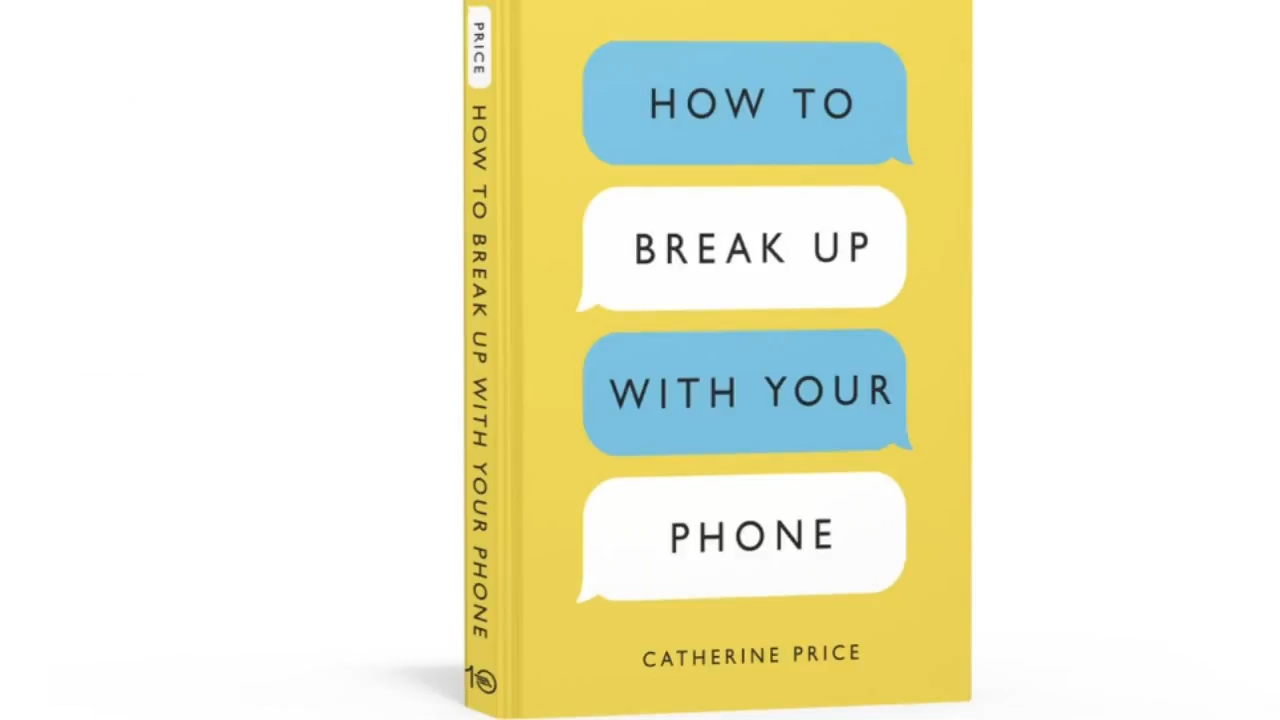 PRICE HOW TO BREAK UP WITH YOUR PHONE
HOW TO
BREAK UP
WITH YOUR
PHONE
CATHERINE PRICE